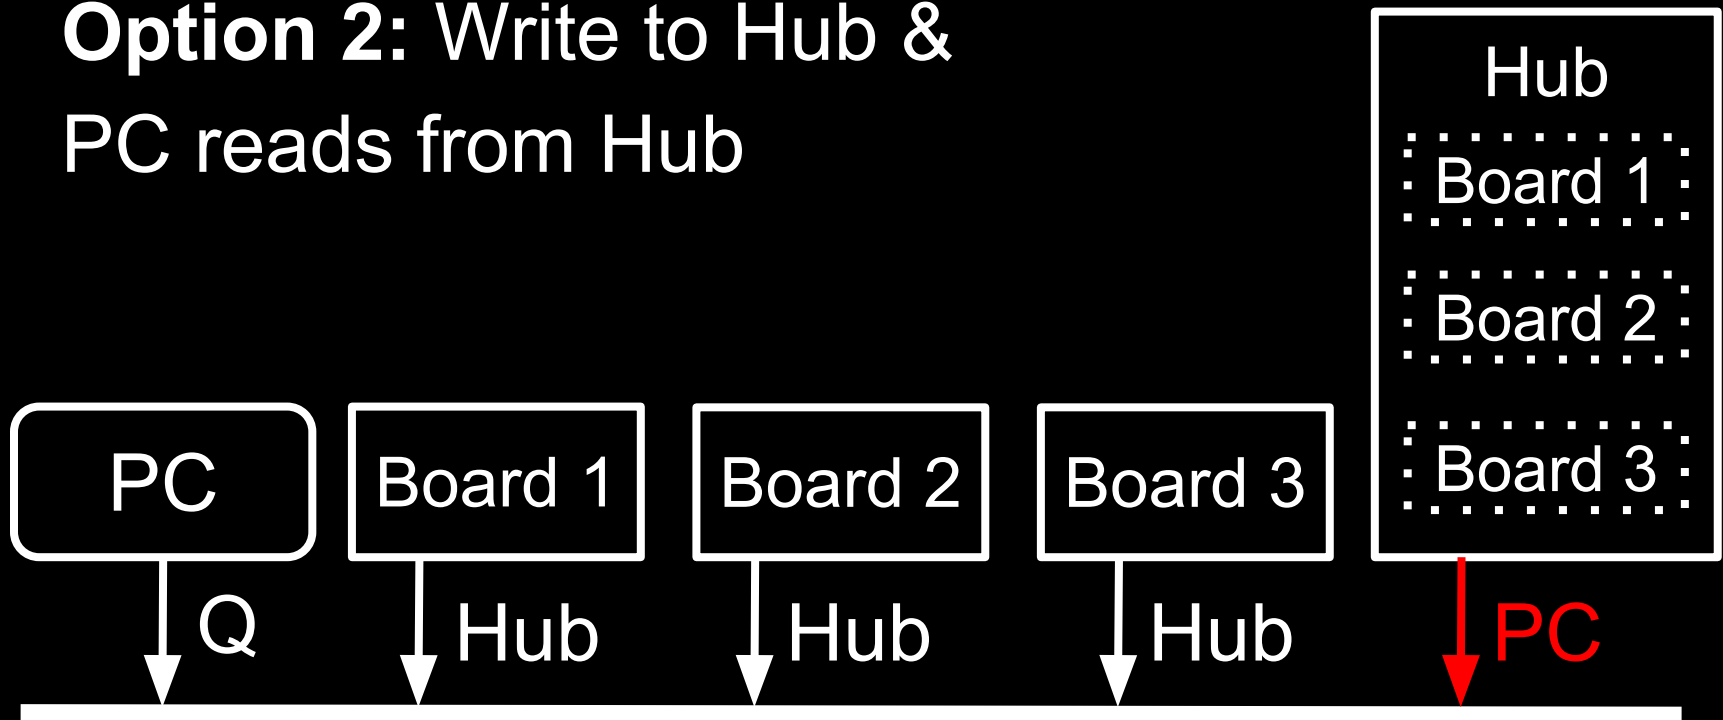 Option 2: Write to Hub &
PC reads from Hub
Hub
Board 1
Board 2
Board 3
PC
Board 1
Board 2
Board 3
Q
Hub
Hub
Hub
PC